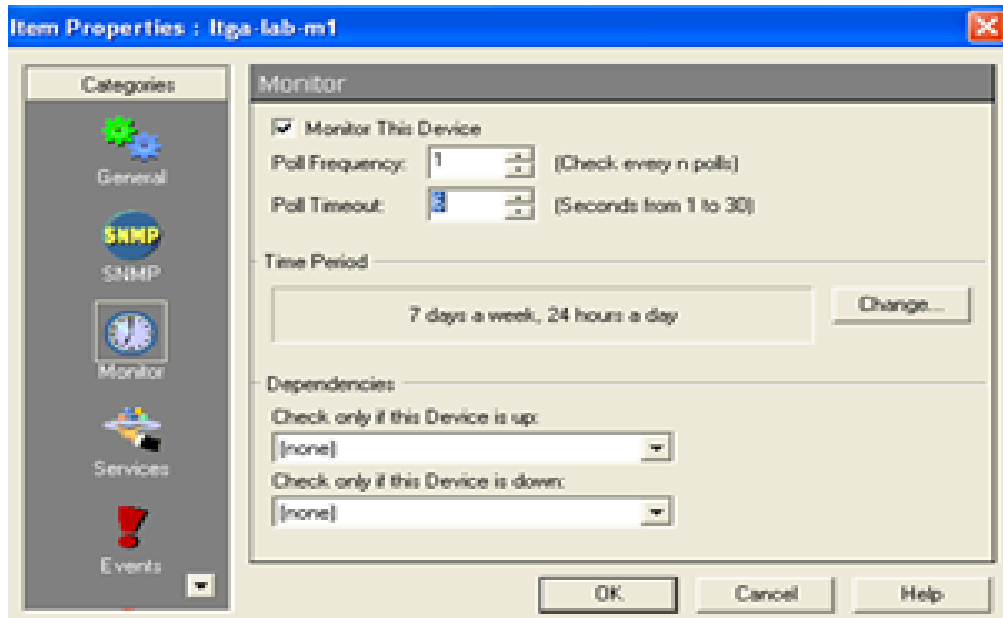 Item Properties : ltga-lab-m1
Categories
General
SNMP
SNMP
Monitor
Services
Events
Monitor
Monitor This Device
Poll Frequency: 1 (Check every n polls)
Poll Timeout: (Seconds from 1 to 30)
Time Period
7 days a week, 24 hours a day
Change...
Dependencies
Check only if this Device is up:
(none)
Check only if this Device is down:
(none)
OK Cancel Help